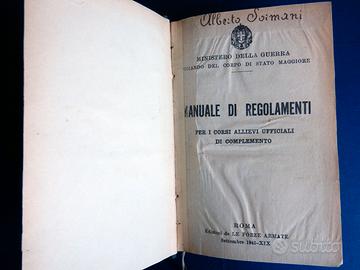 Alberto Soimani
MINISTERO DELLA GUERRA
COMANDO DEL CORPO DI STATO MAGGIORE
MANUALE DI REGOLAMENTI
PER I CORSI ALLIEVI UFFICIALI
DI COMPLEMENTO
ROMA
Edizioni de LE FORZE ARMATE
Settembre 1941-XIX
subito